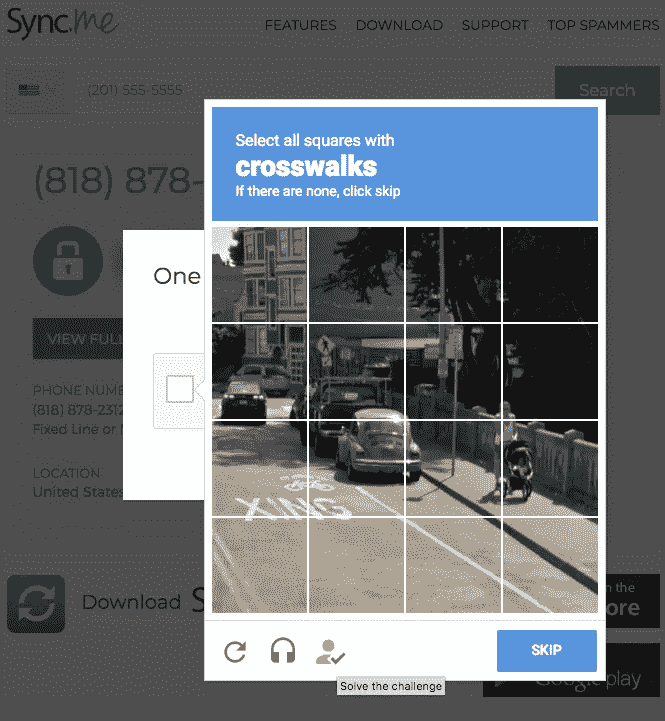 Sync.me
FEATURES DOWNLOAD SUPPORT TOP SPAMMERS
(201) 555-5555
Search
Select all squares with
crosswalks
If there are none, click skip
(818) 878-
One
VIEW FULL
PHONE NUM
(818) 878-2312
Fixed Line or
LOCATION
United States
XING
Download S
n the
ore
SKIP
Google play
Solve the challenge